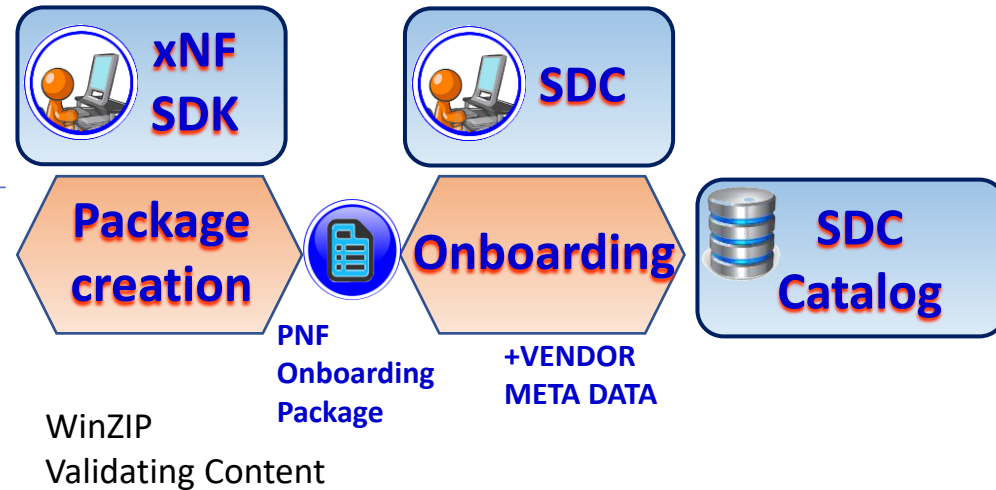 xNF
SDK
SDC
Package
creation
Onboarding
SDC
Catalog
PNF
Onboarding
Package
+VENDOR
META DATA
WinZIP
Validating Content